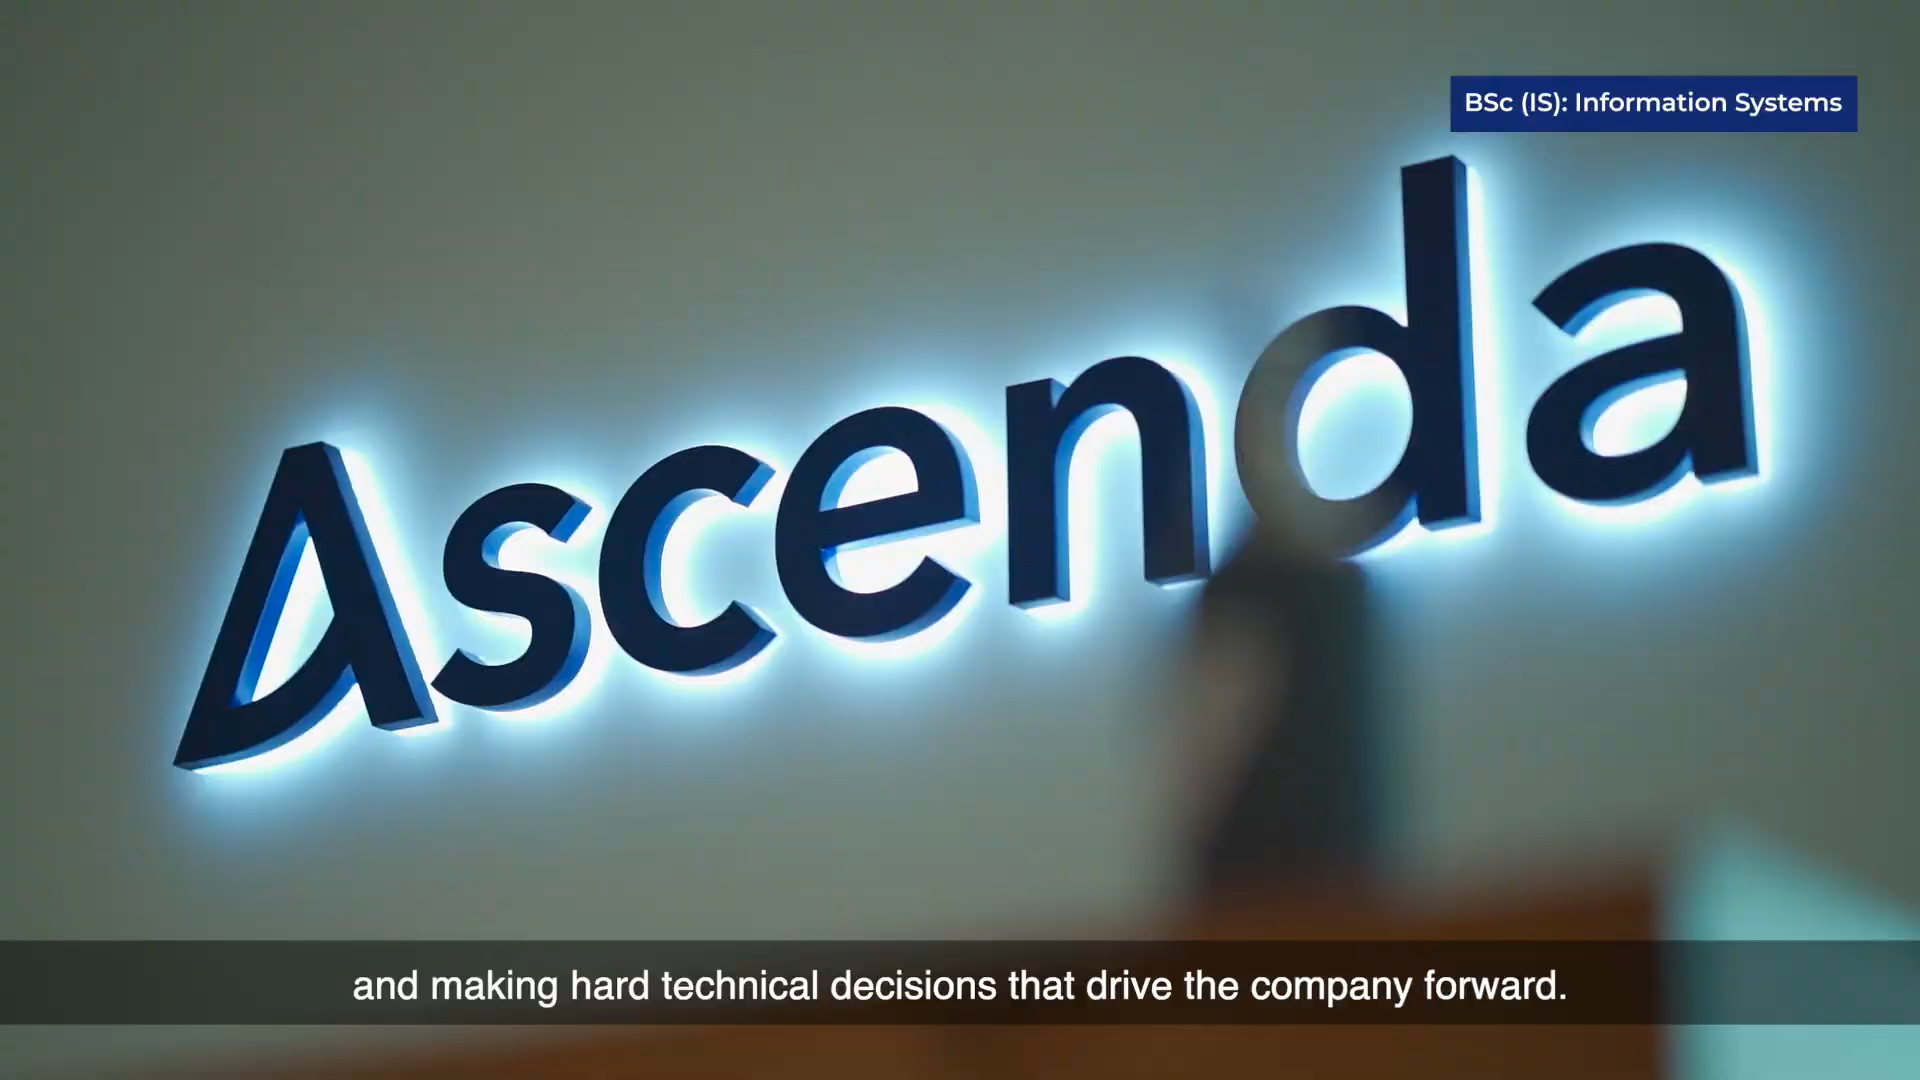 BSc (IS): Information Systems
Ascenda
and making hard technical decisions that drive the company forward.